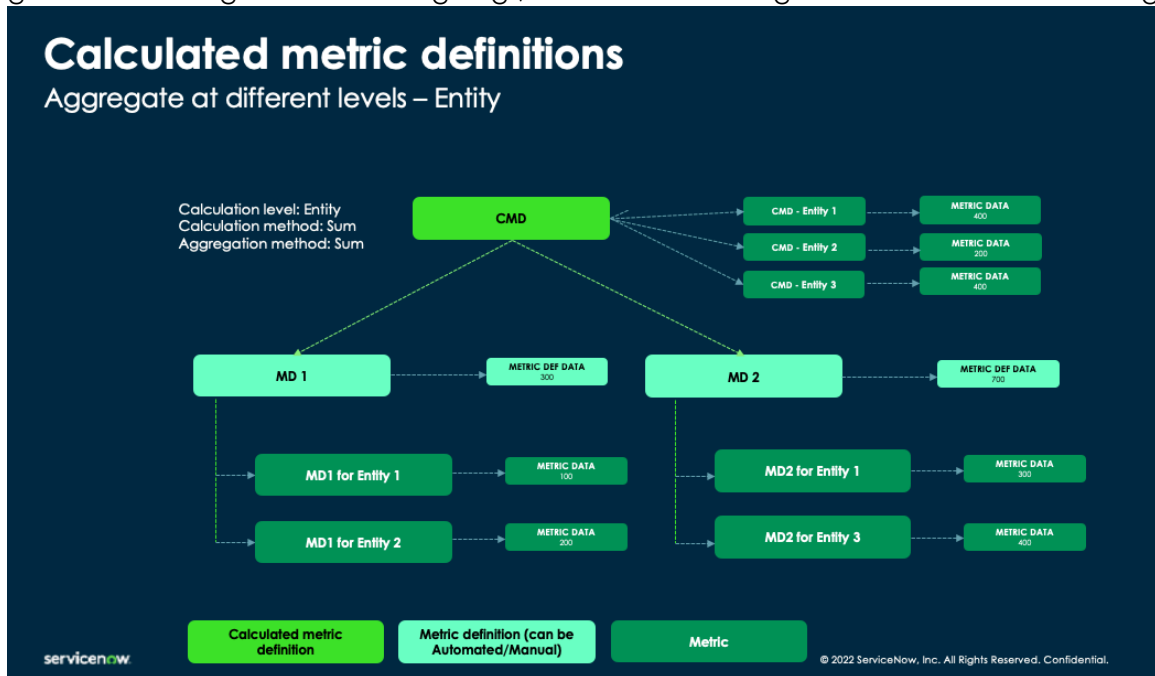 Calculated metric definitions
Aggregate at different levels – Entity
Calculation level: Entity
Calculation method: Sum
Aggregation method: Sum
CMD
CMD - Entity 1
METRIC DATA
400
CMD - Entity 2
METRIC DATA
200
CMD - Entity 3
METRIC DATA
400
MD 1
METRIC DEF DATA
300
MD 2
METRIC DEF DATA
700
MD1 for Entity 1
METRIC DATA
100
MD2 for Entity 1
METRIC DATA
300
MD1 for Entity 2
METRIC DATA
200
MD2 for Entity 3
METRIC DATA
400
Calculated metric
definition
Metric definition (can be
Automated/Manual)
Metric
servicenow.
© 2022 ServiceNow, Inc. All Rights Reserved. Confidential.